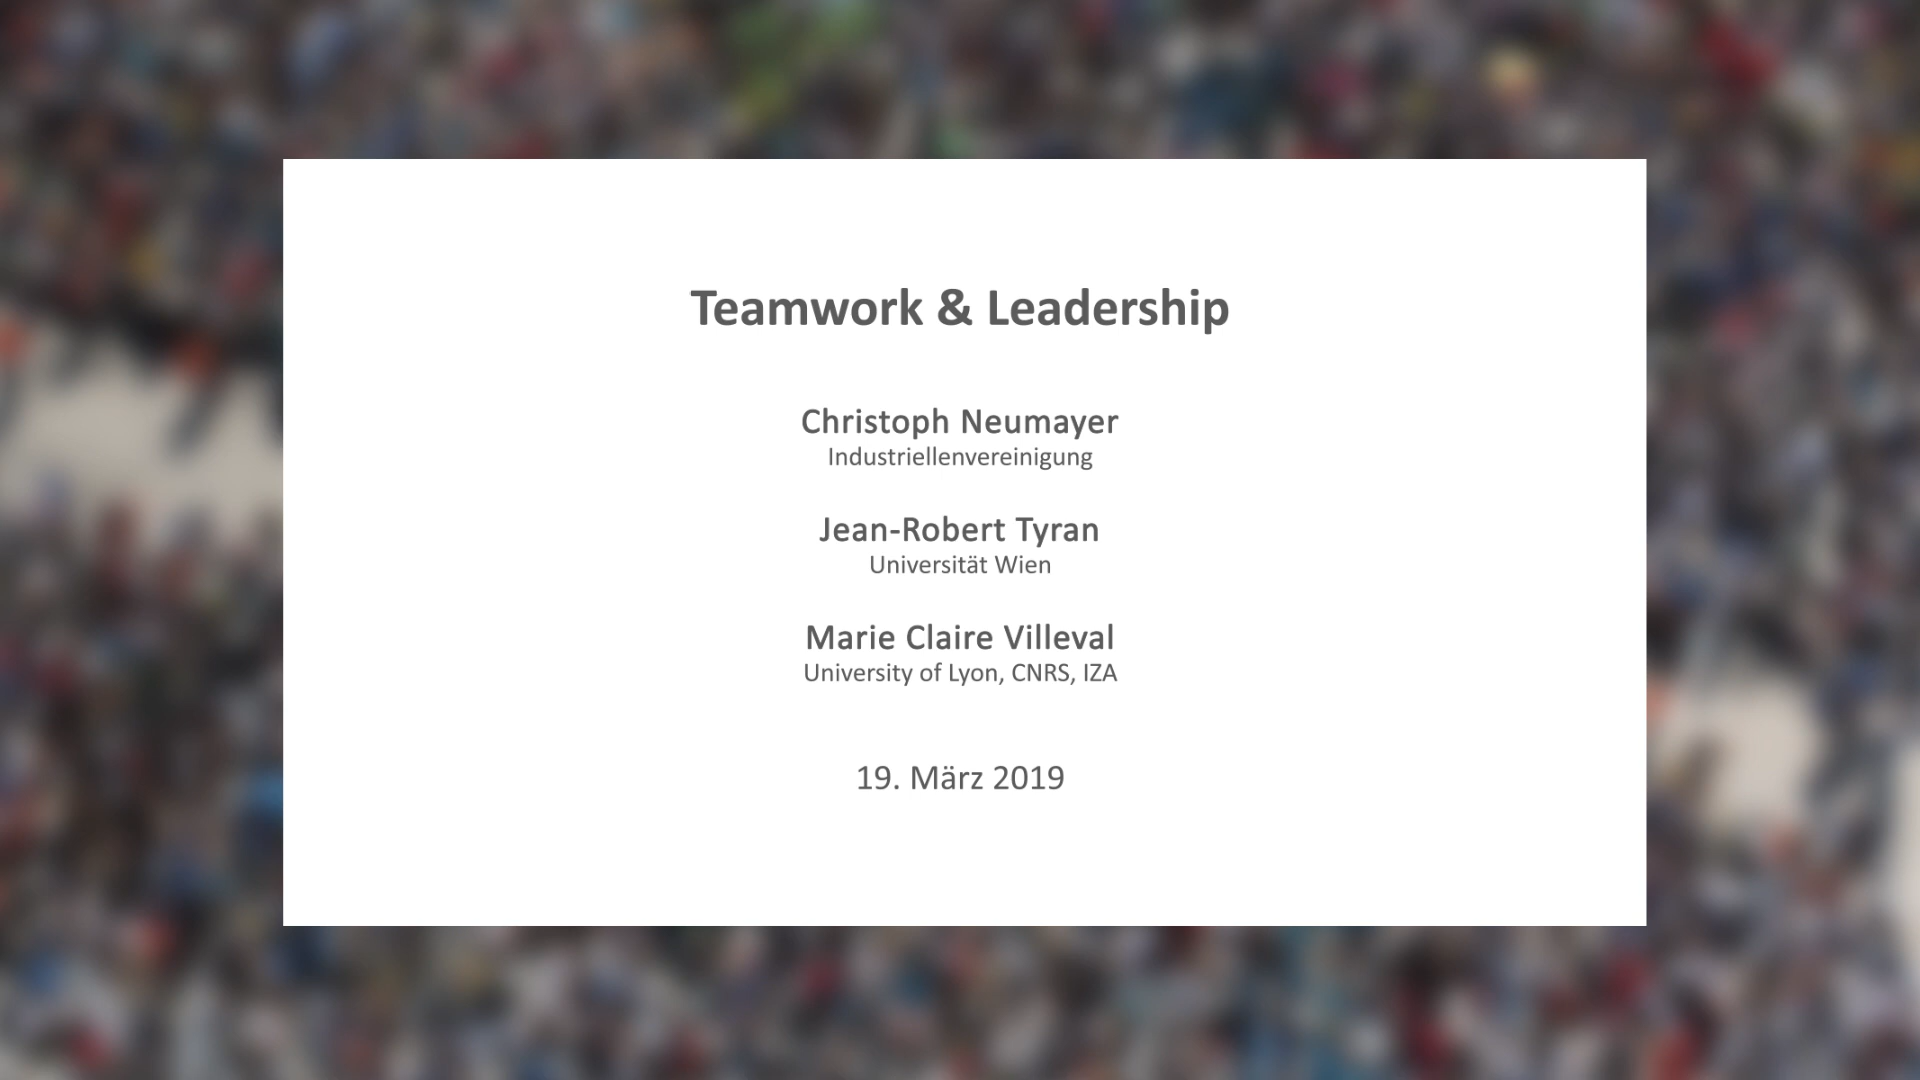 Teamwork & Leadership
Christoph Neumayer
Industriellenvereinigung
Jean-Robert Tyran
Universität Wien
Marie Claire Villeval
University of Lyon, CNRS, IZA
19. März 2019